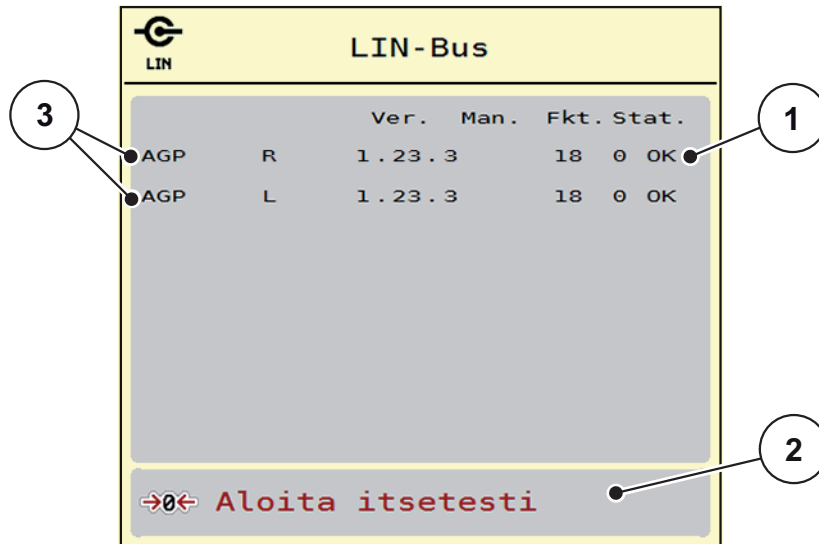 LIN
LIN-Bus
Ver. Man. Fkt. Stat.
AGP R 1.23.3 18 0 OK
AGP L 1.23.3 18 0 OK
→0← Aloita itsetesti
3
1
2